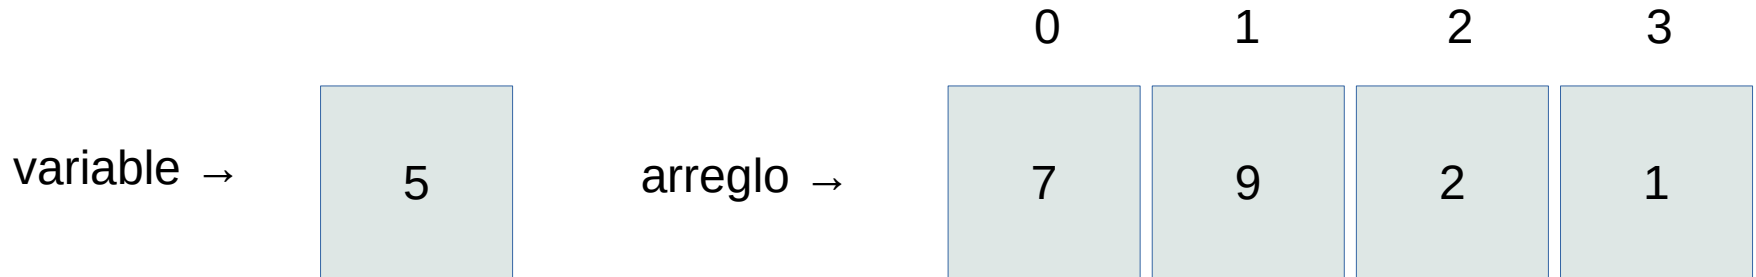 0 1 2 3
variable → 5 arreglo → 7 9 2 1